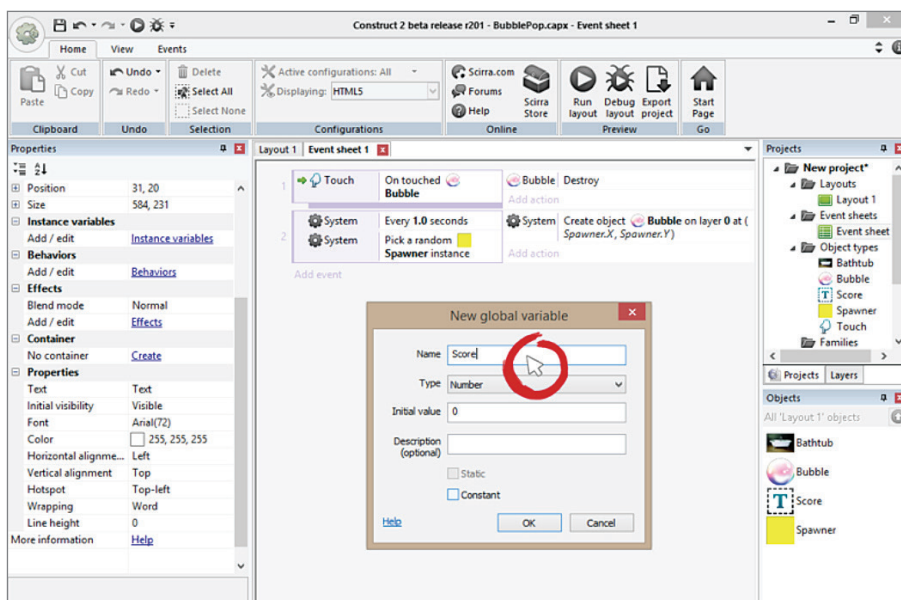 Construct 2 beta release r201 - BubblePop.capx - Event sheet 1
Home View Events
Paste
Cut
Copy
Clipboard
Undo
Redo
Undo
Delete
Select All
Select None
Selection
Active configurations: All
Displaying: HTML5
Configurations
Scirra.com
Forums
Help
Scirra
Store
Online
Run
layout
Debug
layout
Export
project
Preview
Start
Page
Go
Properties
Position 31, 20
Size 584, 231
Instance variables
Add / edit Instance variables
Behaviors
Add / edit Behaviors
Effects
Blend mode Normal
Add / edit Effects
Container
No container Create
Properties
Text Text
Initial visibility Visible
Font Arial(72)
Color 255, 255, 255
Horizontal alignme... Left
Vertical alignment Top
Hotspot Top-left
Wrapping Word
Line height 0
More information Help
Layout 1 Event sheet 1
1 Touch On touched
Bubble
Bubble Destroy
Add action
2 System Every 1.0 seconds
System Pick a random
Spawner instance
System Create object Bubble on layer 0 at (
Spawner.X, Spawner.Y)
Add action
Add event
New global variable
Name Score
Type Number
Initial value 0
Description
(optional)
Static
Constant
Help OK Cancel
Projects
New project*
Layouts
Layout 1
Event sheets
Event sheet
Object types
Bathtub
Bubble
T Score
Spawner
Touch
Families
Projects Layers
Objects
All 'Layout 1' objects
Bathtub
Bubble
T Score
Spawner